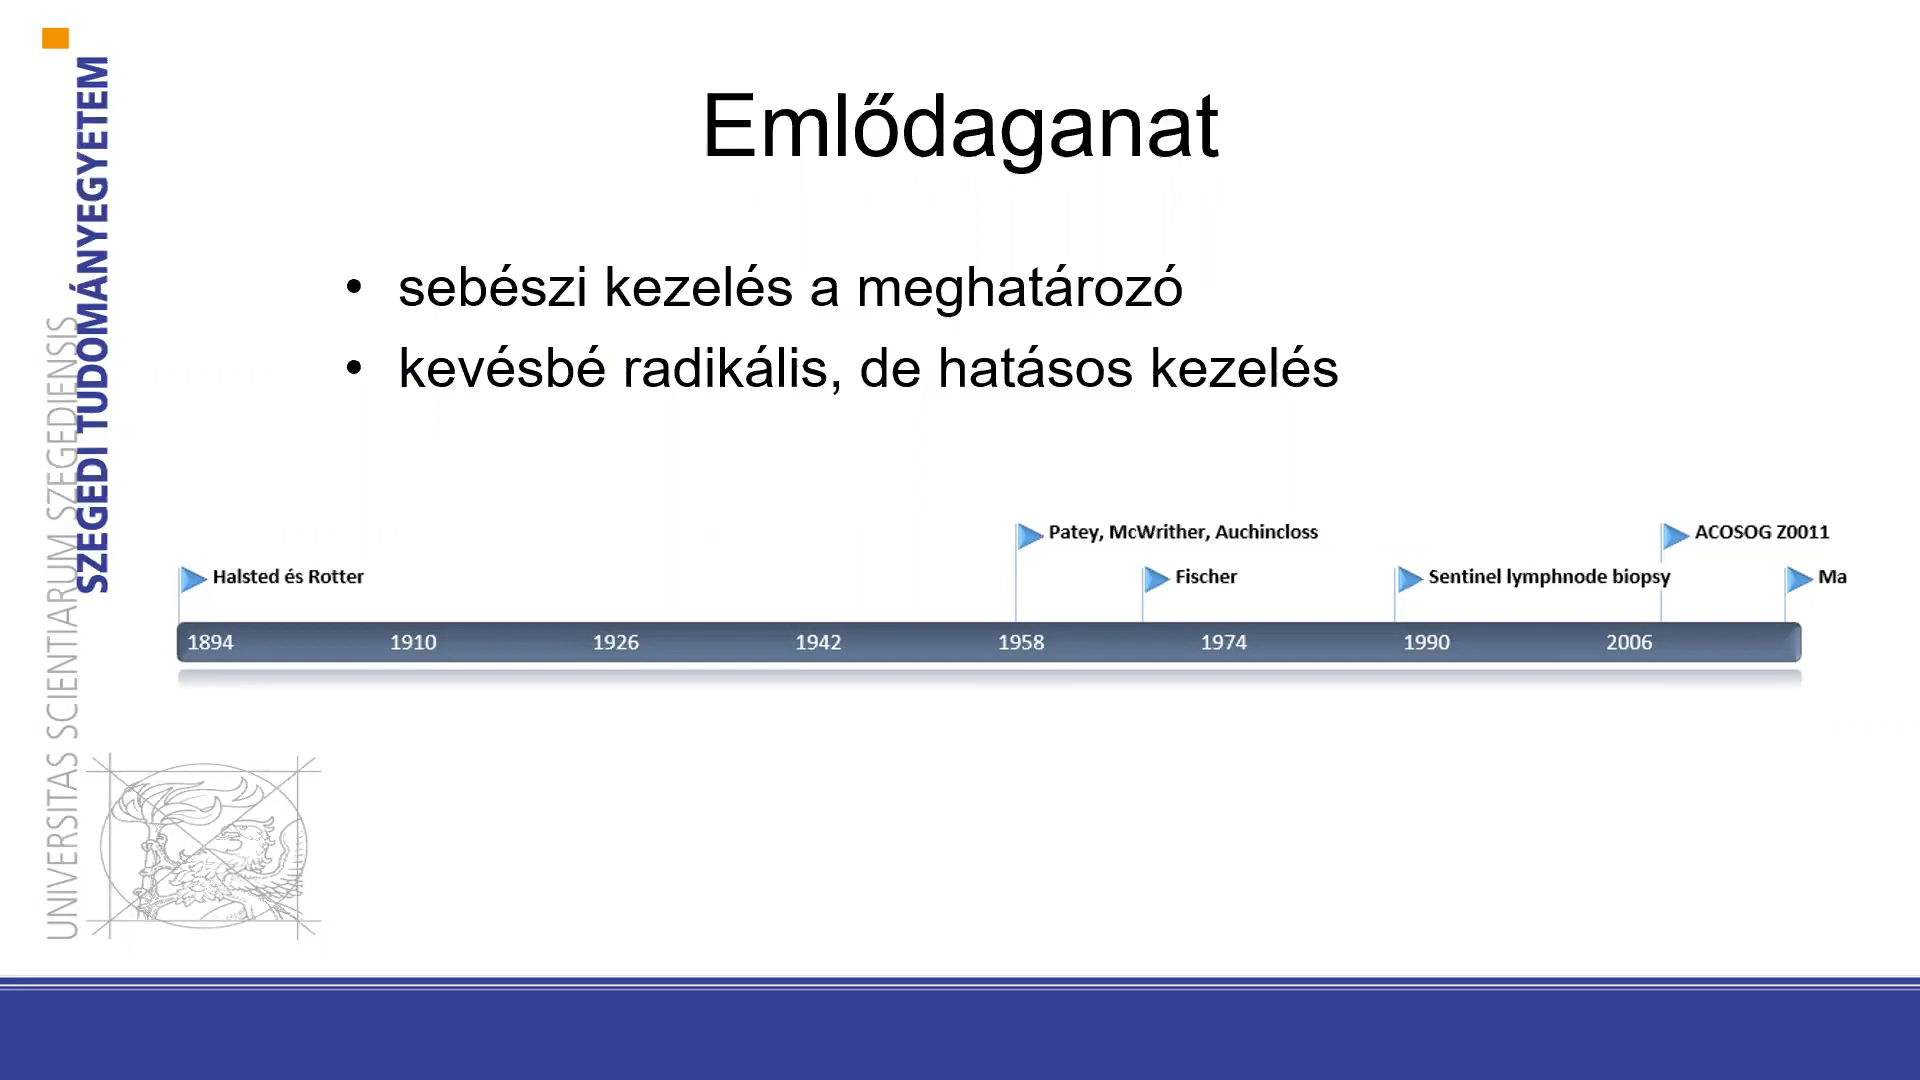 SZEGEDI TUDOMÁNYEGYETEM
UNIVERSITAS SCIENTIARUM SZEGEDIENSIS
Emlődaganat
• sebészi kezelés a meghatározó
• kevésbé radikális, de hatásos kezelés
Patey, McWrither, Auchincloss
ACOSOG Z0011
Halsted és Rotter
Fischer
Sentinel lymphnode biopsy
Ma
1894 1910 1926 1942 1958 1974 1990 2006